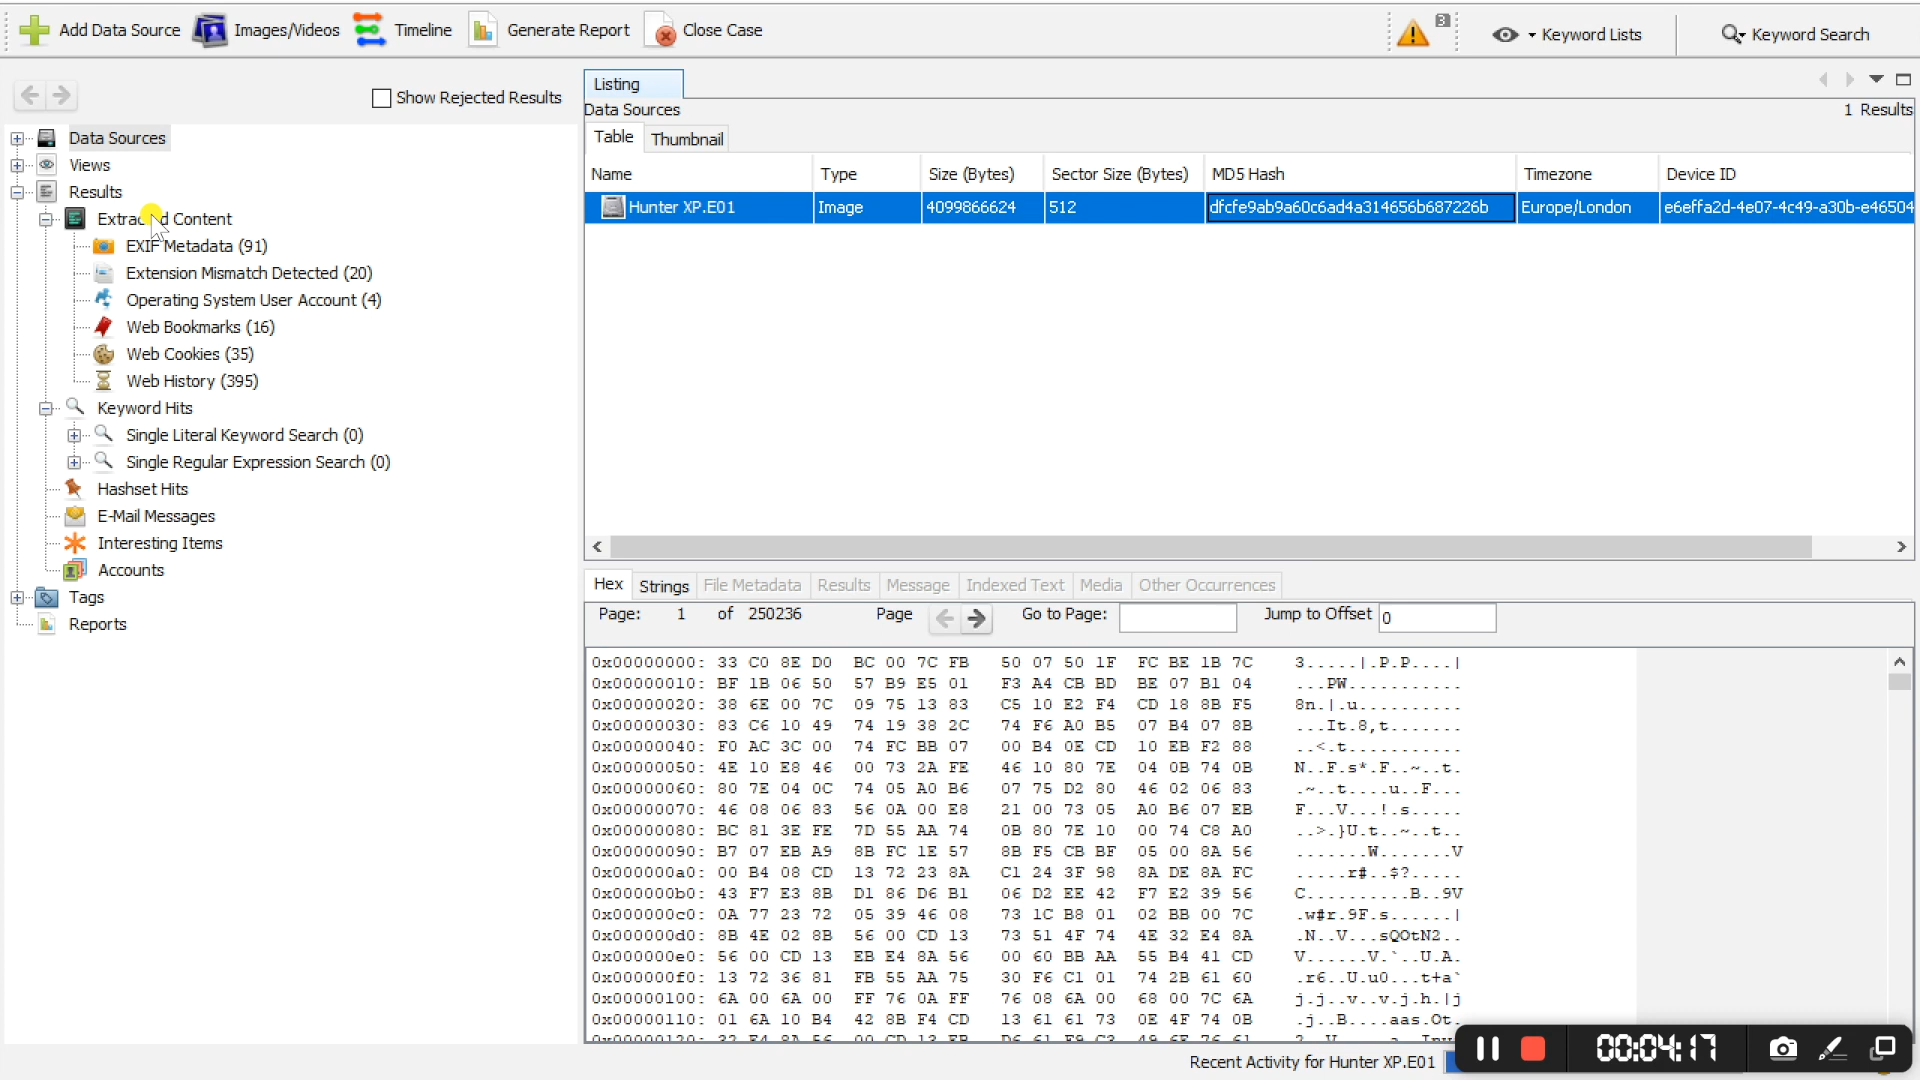 Add Data Source Images/Videos Timeline Generate Report Close Case 3 Keyword Lists Keyword Search
Show Rejected Results
Data Sources
Views
Results
Extracted Content
EXIF Metadata (91)
Extension Mismatch Detected (20)
Operating System User Account (4)
Web Bookmarks (16)
Web Cookies (35)
Web History (395)
Keyword Hits
Single Literal Keyword Search (0)
Single Regular Expression Search (0)
Hashset Hits
E-Mail Messages
Interesting Items
Accounts
Tags
Reports
Listing
Data Sources 1 Results
Table Thumbnail
Name Type Size (Bytes) Sector Size (Bytes) MD5 Hash Timezone Device ID
Hunter XP.E01 Image 4099866624 512 dfcfe9ab9a60c6ad4a314656b687226b Europe/London e6effa2d-4e07-4c49-a30b-e46504
Hex Strings File Metadata Results Message Indexed Text Media Other Occurrences
Page: 1 of 250236 Page Go to Page: Jump to Offset 0
0x00000000: 33 C0 8E D0 BC 00 7C FB 50 07 50 1F FC BE 1B 7C 3.....|.P.P....|
0x00000010: BF 1B 06 50 57 B9 E5 01 F3 A4 CB BD BE 07 B1 04 ...PW...........
0x00000020: 38 6E 00 7C 09 75 13 83 C5 10 E2 F4 CD 18 8B F5 8n.|.u..........
0x00000030: 83 C6 10 49 74 19 38 2C 74 F6 A0 B5 07 B4 07 8B ...It.8,t.......
0x00000040: F0 AC 3C 00 74 FC BB 07 00 B4 0E CD 10 EB F2 88 ..<.t...........
0x00000050: 4E 10 E8 46 00 73 2A FE 46 10 80 7E 04 0B 74 0B N..F.s*.F..~..t.
0x00000060: 80 7E 04 0C 74 05 A0 B6 07 75 D2 80 46 02 06 83 .~..t....u..F...
0x00000070: 46 08 06 83 56 0A 00 E8 21 00 73 05 A0 B6 07 EB F...V...!.s.....
0x00000080: BC 81 3E FE 7D 55 AA 74 0B 80 7E 10 00 74 C8 A0 ..>.}U.t..~..t..
0x00000090: B7 07 EB A9 8B FC 1E 57 8B F5 CB BF 05 00 8A 56 .......W.......V
0x000000a0: 00 B4 08 CD 13 72 23 8A C1 24 3F 98 8A DE 8A FC .....r#..$?.....
0x000000b0: 43 F7 E3 8B D1 86 D6 B1 06 D2 EE 42 F7 E2 39 56 C..........B..9V
0x000000c0: 0A 77 23 72 05 39 46 08 73 1C B8 01 02 BB 00 7C .w#r.9F.s......|
0x000000d0: 8B 4E 02 8B 56 00 CD 13 73 51 4F 74 4E 32 E4 8A .N..V...sQOtN2..
0x000000e0: 56 00 CD 13 EB E4 8A 56 00 60 BB AA 55 B4 41 CD V......V.`..U.A.
0x000000f0: 13 72 36 81 FB 55 AA 75 30 F6 C1 01 74 2B 61 60 .r6..U.u0...t+a`
0x00000100: 6A 00 6A 00 FF 76 0A FF 76 08 6A 00 68 00 7C 6A j.j..v..v.j.h.|j
0x00000110: 01 6A 10 B4 42 8B F4 CD 13 61 61 73 0E 4F 74 0B .j..B....aas.Ot.
Recent Activity for Hunter XP.E01
00:04:17